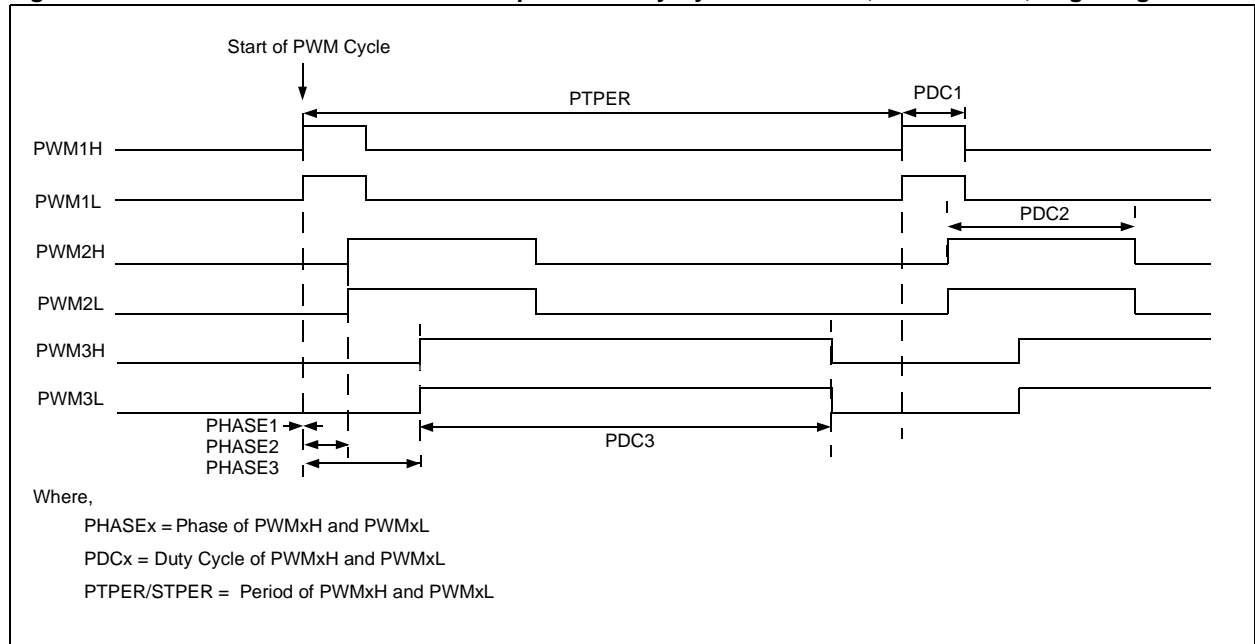 Start of PWM Cycle
PTPER
PDC1
PWM1H
PWM1L
PDC2
PWM2H
PWM2L
PWM3H
PWM3L
PHASE1
PHASE2
PHASE3
PDC3
Where,
PHASEx = Phase of PWMxH and PWMxL
PDCx = Duty Cycle of PWMxH and PWMxL
PTPER/STPER = Period of PWMxH and PWMxL